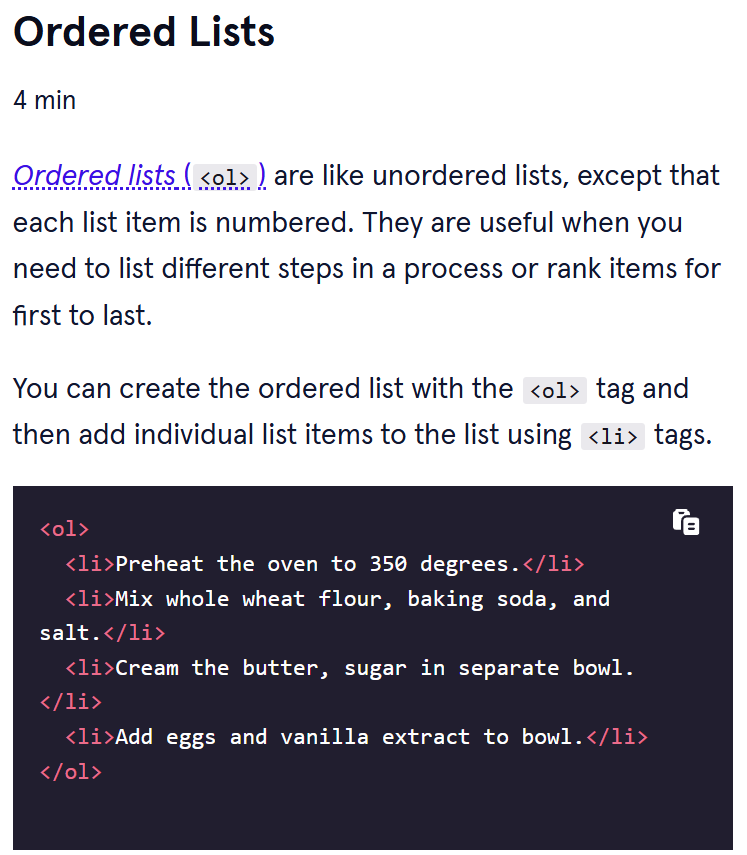 Ordered Lists
4 min
Ordered lists (<ol>) are like unordered lists, except that
each list item is numbered. They are useful when you
need to list different steps in a process or rank items for
first to last.
You can create the ordered list with the <ol> tag and
then add individual list items to the list using <li> tags.
<ol>
  <li>Preheat the oven to 350 degrees.</li>
  <li>Mix whole wheat flour, baking soda, and
salt.</li>
  <li>Cream the butter, sugar in separate bowl.
</li>
  <li>Add eggs and vanilla extract to bowl.</li>
</ol>